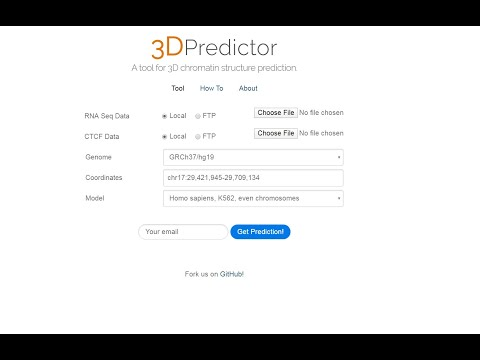 3DPredictor
A tool for 3D chromatin structure prediction.
Tool How To About
RNA Seq Data Local FTP Choose File No file chosen
CTCF Data Local FTP Choose File No file chosen
Genome GRCh37/hg19
Coordinates chr17:29,421,945-29,709,134
Model Homo sapiens, K562, even chromosomes
Your email Get Prediction!
Fork us on GitHub!